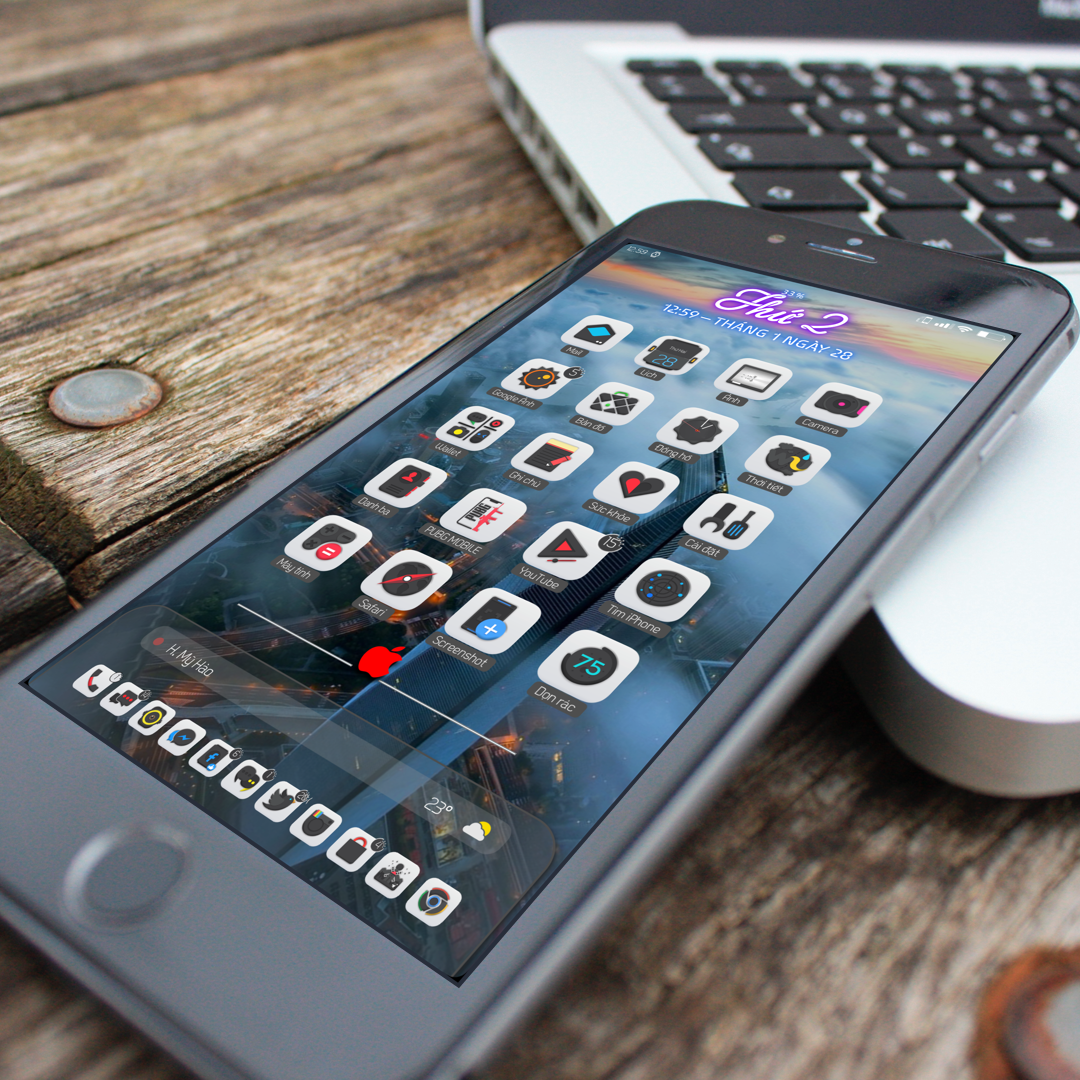 12:59
33%
Thứ 2
12:59 – THÁNG 1 NGÀY 28
Mail
28
Lịch
Ảnh
Camera
5
Google Ảnh
Bản đồ
Đồng hồ
Thời tiết
Wallet
Ghi chú
Sức khỏe
Cài đặt
Danh bạ
PUBG
PUBG MOBILE
15
YouTube
Tìm iPhone
Máy tính
Safari
Screenshot
75
Dọn rác
H. Mỹ Hào
23°